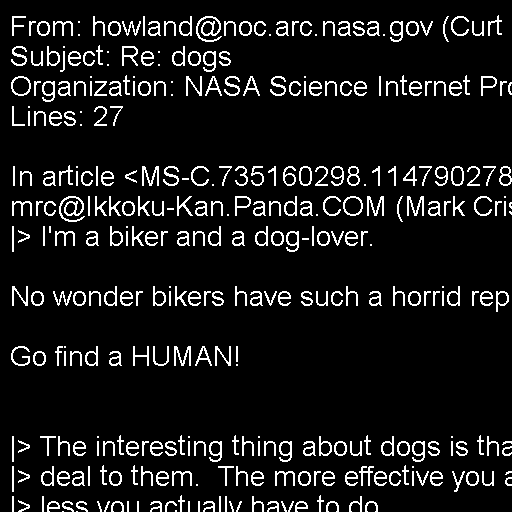 From: howland@noc.arc.nasa.gov (Curt
Subject: Re: dogs
Organization: NASA Science Internet Pro
Lines: 27
In article <MS-C.735160298.1147902780
mrc@Ikkoku-Kan.Panda.COM (Mark Cris
|> I'm a biker and a dog-lover.
No wonder bikers have such a horrid rep
Go find a HUMAN!
|> The interesting thing about dogs is tha
|> deal to them.  The more effective you a
|> less you actually have to do